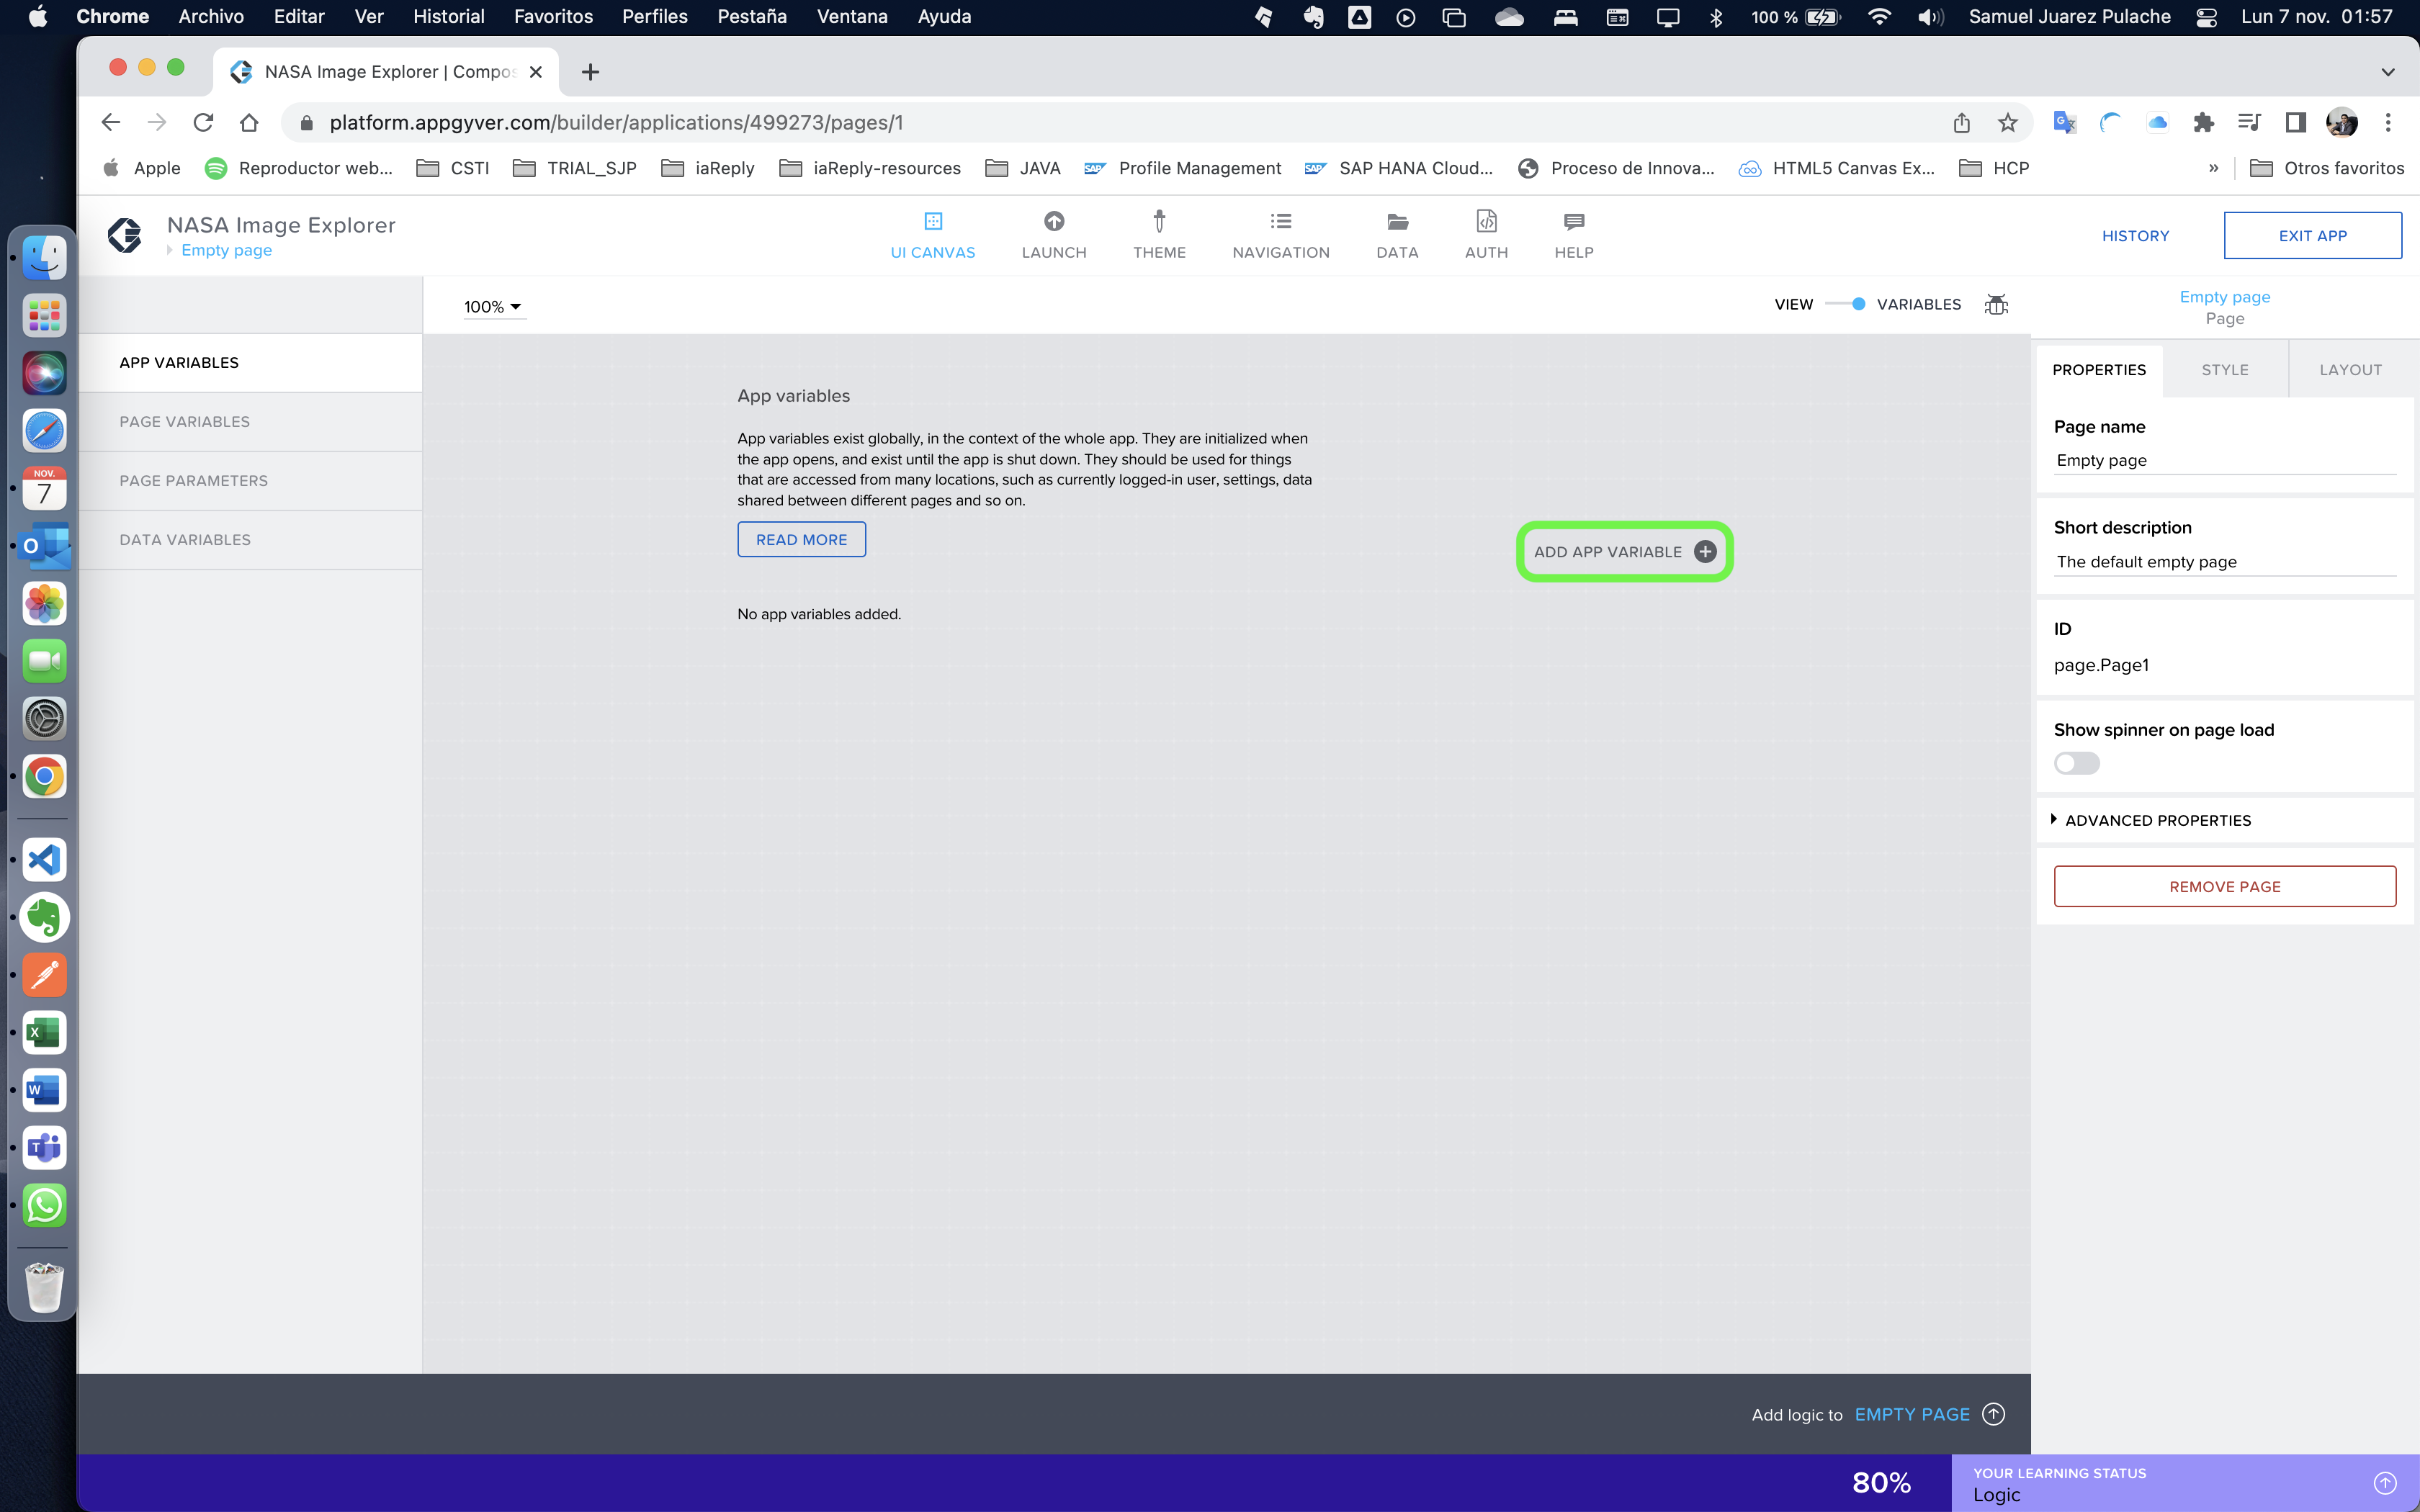 Chrome Archivo Editar Ver Historial Favoritos Perfiles Pestaña Ventana Ayuda 100 % Samuel Juarez Pulache Lun 7 nov. 01:57
NASA Image Explorer | Compos
platform.appgyver.com/builder/applications/499273/pages/1
Apple Reproductor web... CSTI TRIAL_SJP iaReply iaReply-resources JAVA SAP Profile Management SAP SAP HANA Cloud... Proceso de Innova... HTML5 Canvas Ex... HCP » Otros favoritos
NASA Image Explorer
Empty page
UI CANVAS LAUNCH THEME NAVIGATION DATA AUTH HELP
HISTORY EXIT APP
100%
VIEW VARIABLES
APP VARIABLES
PAGE VARIABLES
PAGE PARAMETERS
DATA VARIABLES
App variables
App variables exist globally, in the context of the whole app. They are initialized when
the app opens, and exist until the app is shut down. They should be used for things
that are accessed from many locations, such as currently logged-in user, settings, data
shared between different pages and so on.
READ MORE
ADD APP VARIABLE
No app variables added.
Empty page
Page
PROPERTIES STYLE LAYOUT
Page name
Empty page
Short description
The default empty page
ID
page.Page1
Show spinner on page load
ADVANCED PROPERTIES
REMOVE PAGE
NOV.
7
Add logic to EMPTY PAGE
80%
YOUR LEARNING STATUS
Logic